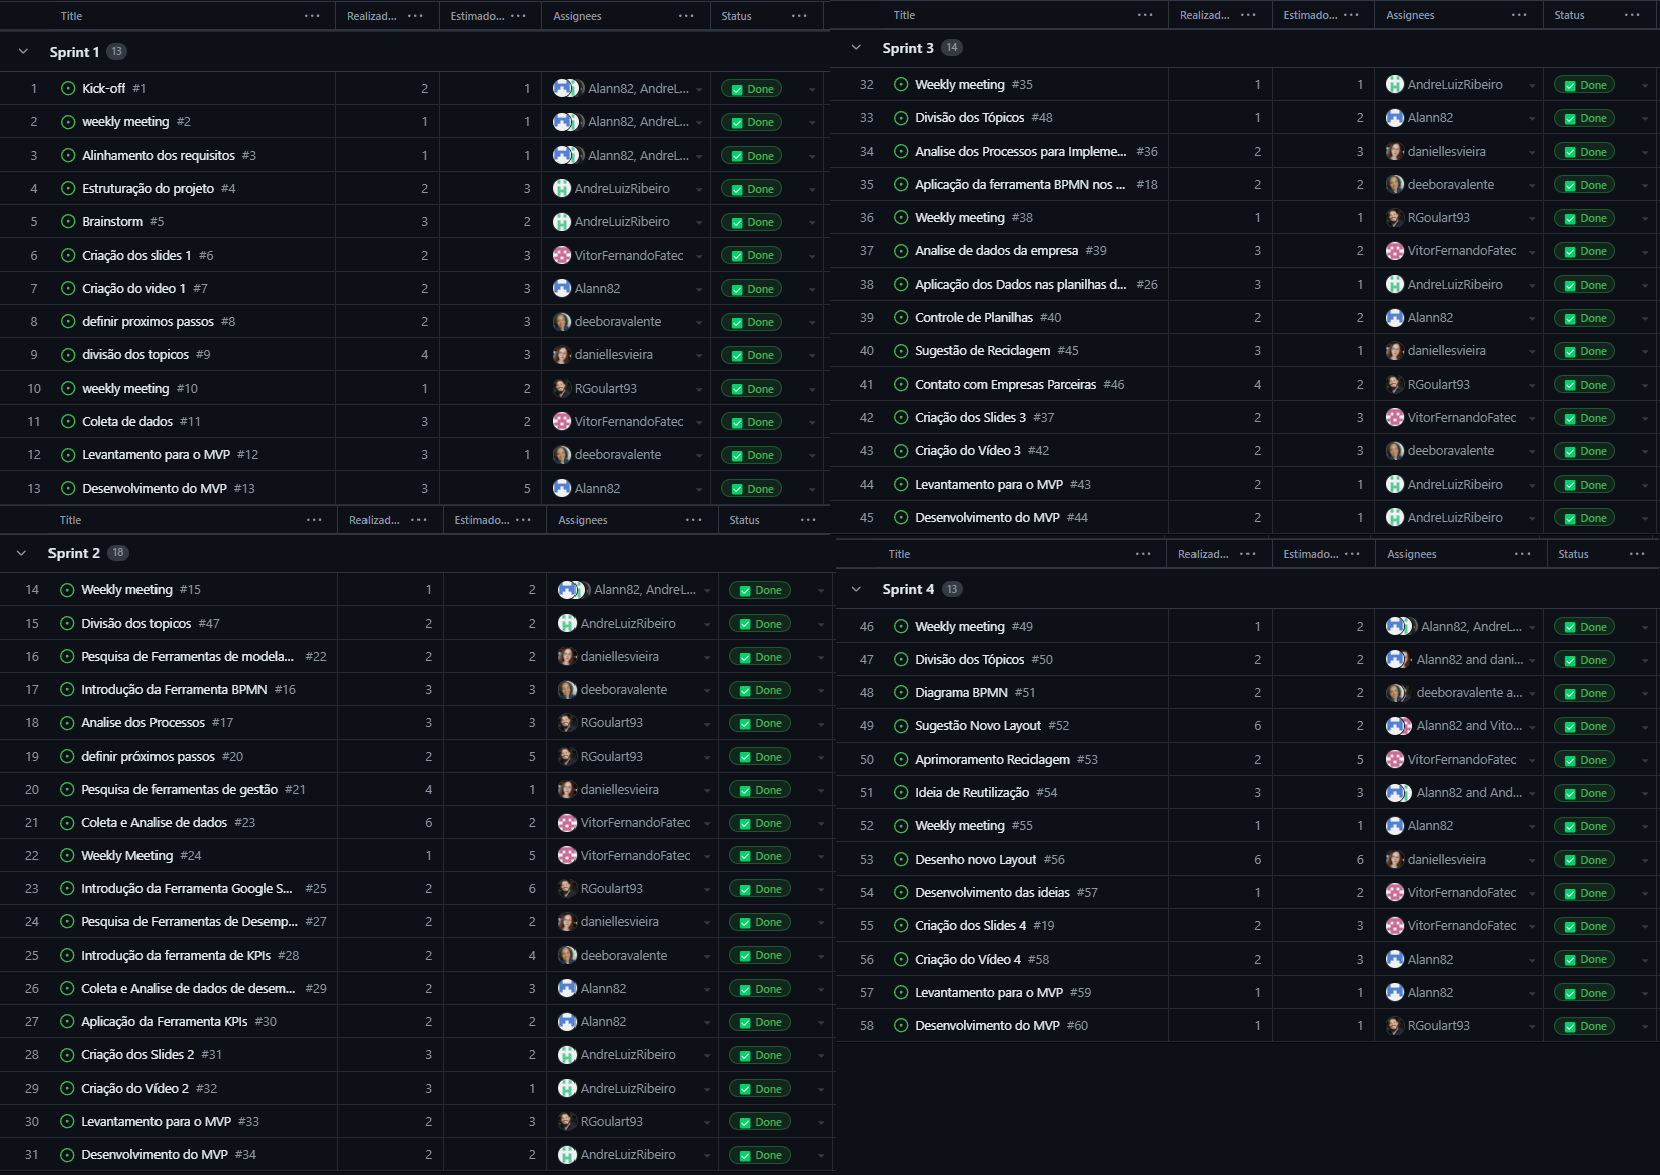 Title ··· Realizad... ··· Estimado... ··· Assignees ··· Status ···
Sprint 1 13
1 Kick-off #1 2 1 Alann82, AndreL... Done
2 weekly meeting #2 1 1 Alann82, AndreL... Done
3 Alinhamento dos requisitos #3 1 1 Alann82, AndreL... Done
4 Estruturação do projeto #4 2 3 AndreLuizRibeiro Done
5 Brainstorm #5 3 2 AndreLuizRibeiro Done
6 Criação dos slides 1 #6 2 3 VitorFernandoFatec Done
7 Criação do video 1 #7 2 3 Alann82 Done
8 definir proximos passos #8 2 3 deeboravalente Done
9 divisão dos topicos #9 4 3 daniellesvieira Done
10 weekly meeting #10 1 2 RGoulart93 Done
11 Coleta de dados #11 3 2 VitorFernandoFatec Done
12 Levantamento para o MVP #12 3 1 deeboravalente Done
13 Desenvolvimento do MVP #13 3 5 Alann82 Done
Title ··· Realizad... ··· Estimado... ··· Assignees ··· Status ···
Sprint 2 18
14 Weekly meeting #15 1 2 Alann82, AndreL... Done
15 Divisão dos topicos #47 2 2 AndreLuizRibeiro Done
16 Pesquisa de Ferramentas de modela... #22 2 2 daniellesvieira Done
17 Introdução da Ferramenta BPMN #16 3 3 deeboravalente Done
18 Analise dos Processos #17 3 3 RGoulart93 Done
19 definir próximos passos #20 2 5 RGoulart93 Done
20 Pesquisa de ferramentas de gestão #21 4 1 daniellesvieira Done
21 Coleta e Analise de dados #23 6 2 VitorFernandoFatec Done
22 Weekly Meeting #24 1 5 VitorFernandoFatec Done
23 Introdução da Ferramenta Google S... #25 2 6 RGoulart93 Done
24 Pesquisa de Ferramentas de Desemp... #27 2 2 daniellesvieira Done
25 Introdução da ferramenta de KPIs #28 2 4 deeboravalente Done
26 Coleta e Analise de dados de desem... #29 2 3 Alann82 Done
27 Aplicação da Ferramenta KPIs #30 2 2 Alann82 Done
28 Criação dos Slides 2 #31 3 2 AndreLuizRibeiro Done
29 Criação do Vídeo 2 #32 3 1 AndreLuizRibeiro Done
30 Levantamento para o MVP #33 2 3 RGoulart93 Done
31 Desenvolvimento do MVP #34 2 2 AndreLuizRibeiro Done
Title ··· Realizad... ··· Estimado... ··· Assignees ··· Status ···
Sprint 3 14
32 Weekly meeting #35 1 1 AndreLuizRibeiro Done
33 Divisão dos Tópicos #48 1 2 Alann82 Done
34 Analise dos Processos para Impleme... #36 2 3 daniellesvieira Done
35 Aplicação da ferramenta BPMN nos ... #18 2 2 deeboravalente Done
36 Weekly meeting #38 1 1 RGoulart93 Done
37 Analise de dados da empresa #39 3 2 VitorFernandoFatec Done
38 Aplicação dos Dados nas planilhas d... #26 3 1 AndreLuizRibeiro Done
39 Controle de Planilhas #40 2 2 Alann82 Done
40 Sugestão de Reciclagem #45 3 1 daniellesvieira Done
41 Contato com Empresas Parceiras #46 4 2 RGoulart93 Done
42 Criação dos Slides 3 #37 2 3 VitorFernandoFatec Done
43 Criação do Vídeo 3 #42 2 3 deeboravalente Done
44 Levantamento para o MVP #43 2 1 AndreLuizRibeiro Done
45 Desenvolvimento do MVP #44 2 1 AndreLuizRibeiro Done
Title ··· Realizad... ··· Estimado... ··· Assignees ··· Status ···
Sprint 4 13
46 Weekly meeting #49 1 2 Alann82, AndreL... Done
47 Divisão dos Tópicos #50 2 2 Alann82 and dani... Done
48 Diagrama BPMN #51 2 2 deeboravalente a... Done
49 Sugestão Novo Layout #52 6 2 Alann82 and Vito... Done
50 Aprimoramento Reciclagem #53 2 5 VitorFernandoFatec Done
51 Ideia de Reutilização #54 3 3 Alann82 and And... Done
52 Weekly meeting #55 1 1 Alann82 Done
53 Desenho novo Layout #56 6 6 daniellesvieira Done
54 Desenvolvimento das ideias #57 1 2 VitorFernandoFatec Done
55 Criação dos Slides 4 #19 2 3 VitorFernandoFatec Done
56 Criação do Vídeo 4 #58 2 3 Alann82 Done
57 Levantamento para o MVP #59 1 1 Alann82 Done
58 Desenvolvimento do MVP #60 1 1 RGoulart93 Done